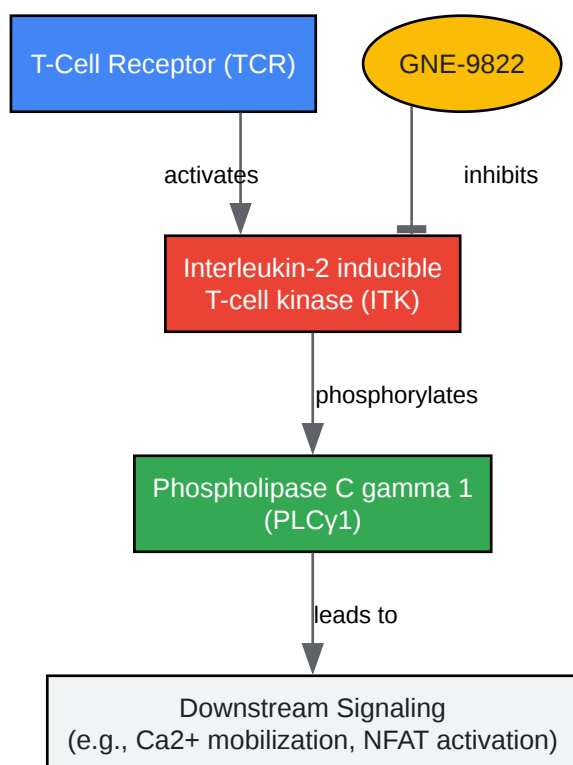 T-Cell Receptor (TCR)
GNE-9822
activates
inhibits
Interleukin-2 inducible
T-cell kinase (ITK)
phosphorylates
Phospholipase C gamma 1
(PLCγ1)
leads to
Downstream Signaling
(e.g., Ca2+ mobilization, NFAT activation)